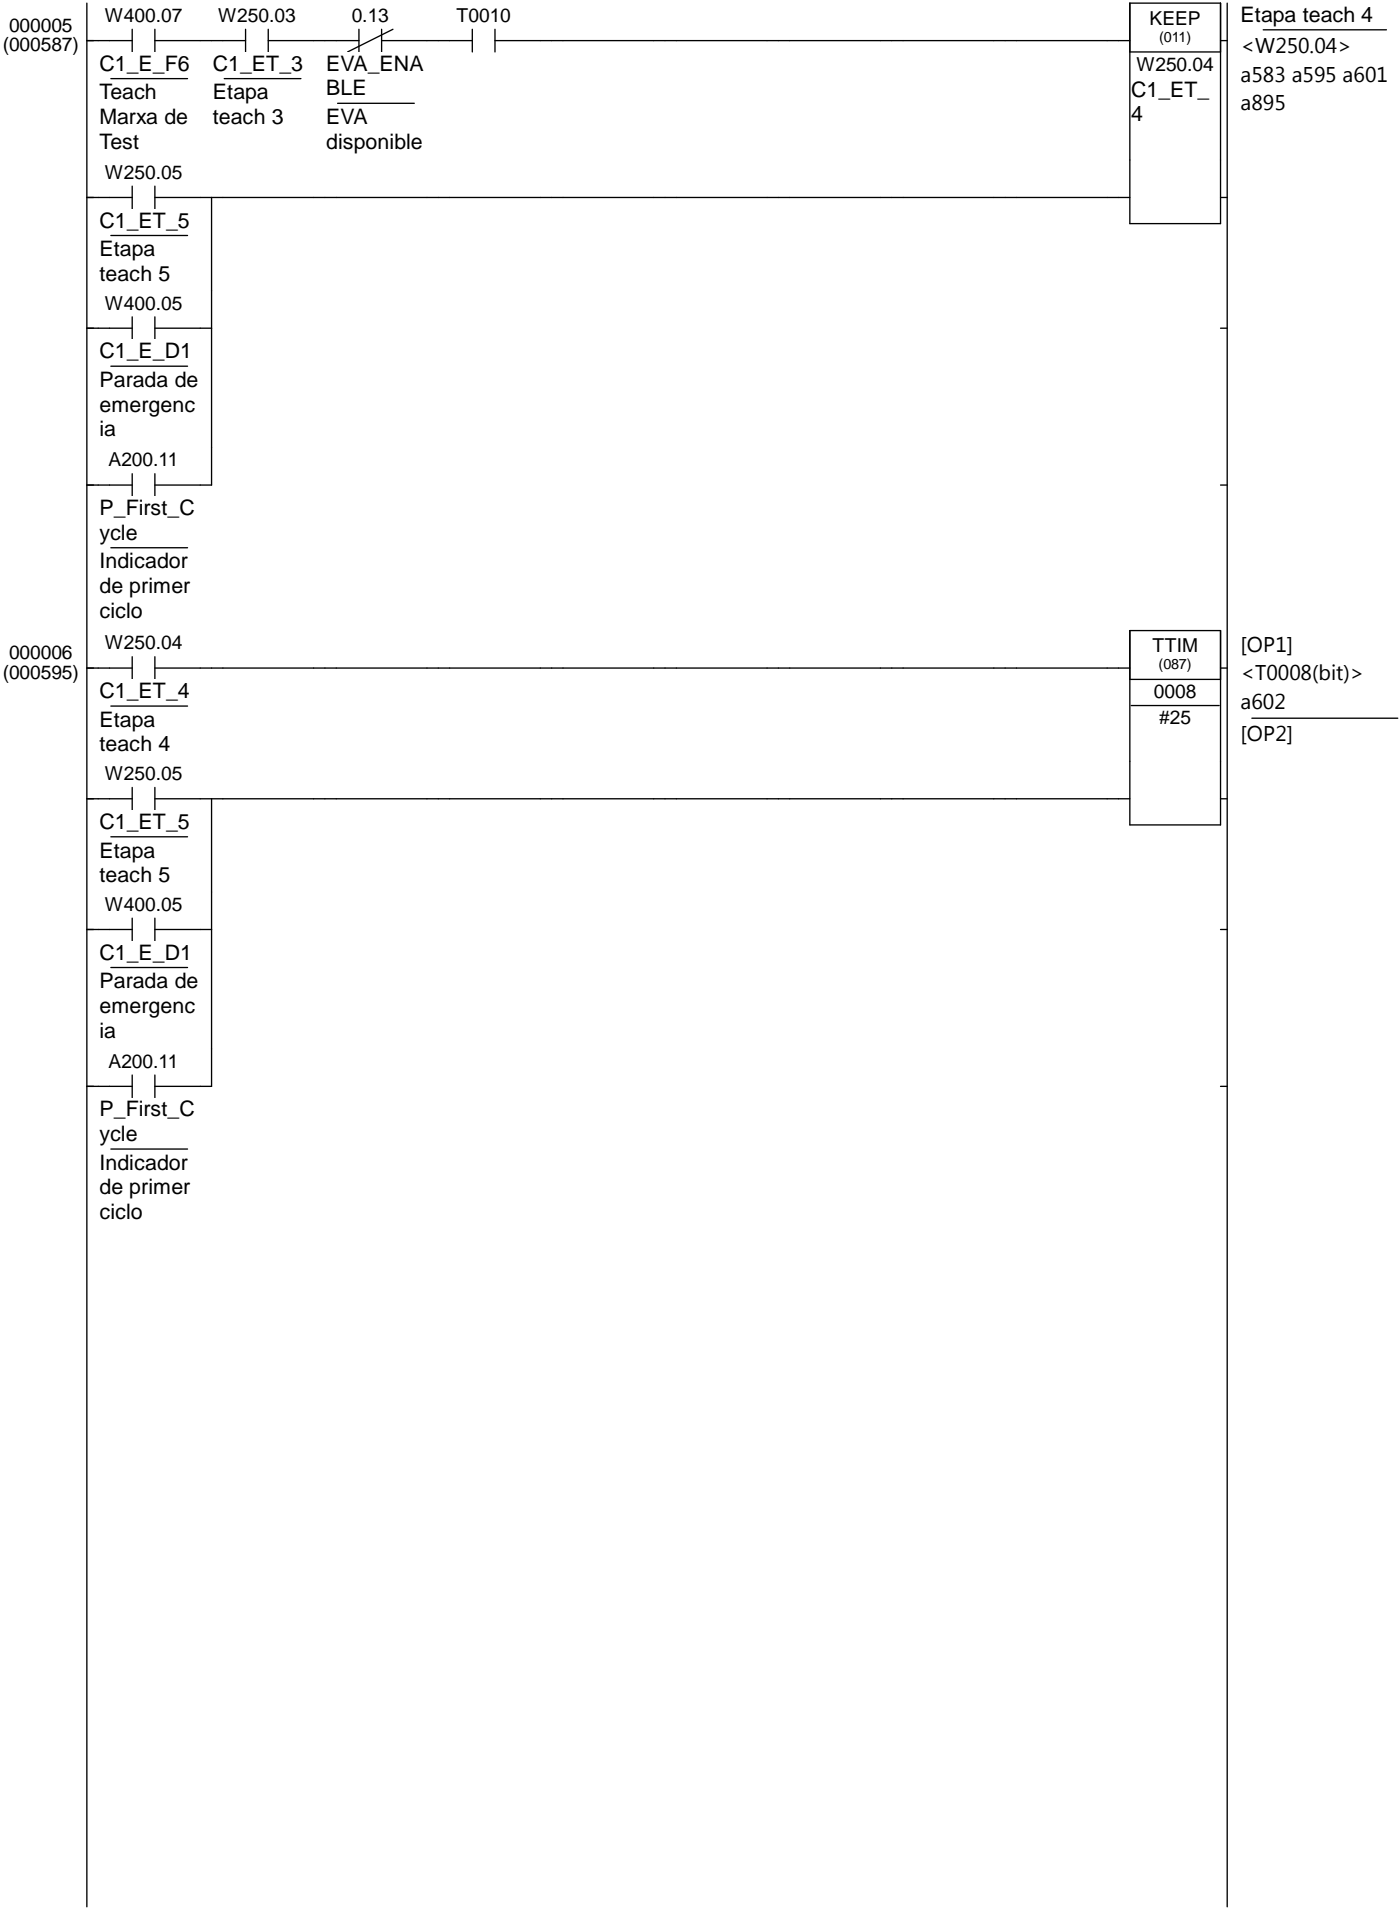 000005
(000587)
W400.07 W250.03 0.13 T0010
C1_E_F6
Teach
Marxa de
Test
C1_ET_3
Etapa
teach 3
EVA_ENA
BLE
EVA
disponible
KEEP
(011)
W250.04
C1_ET_
4
Etapa teach 4
<W250.04>
a583 a595 a601
a895
W250.05
C1_ET_5
Etapa
teach 5
W400.05
C1_E_D1
Parada de
emergenc
ia
A200.11
P_First_C
ycle
Indicador
de primer
ciclo
000006
(000595)
W250.04
C1_ET_4
Etapa
teach 4
TTIM
(087)
0008
#25
[OP1]
<T0008(bit)>
a602
[OP2]
W250.05
C1_ET_5
Etapa
teach 5
W400.05
C1_E_D1
Parada de
emergenc
ia
A200.11
P_First_C
ycle
Indicador
de primer
ciclo